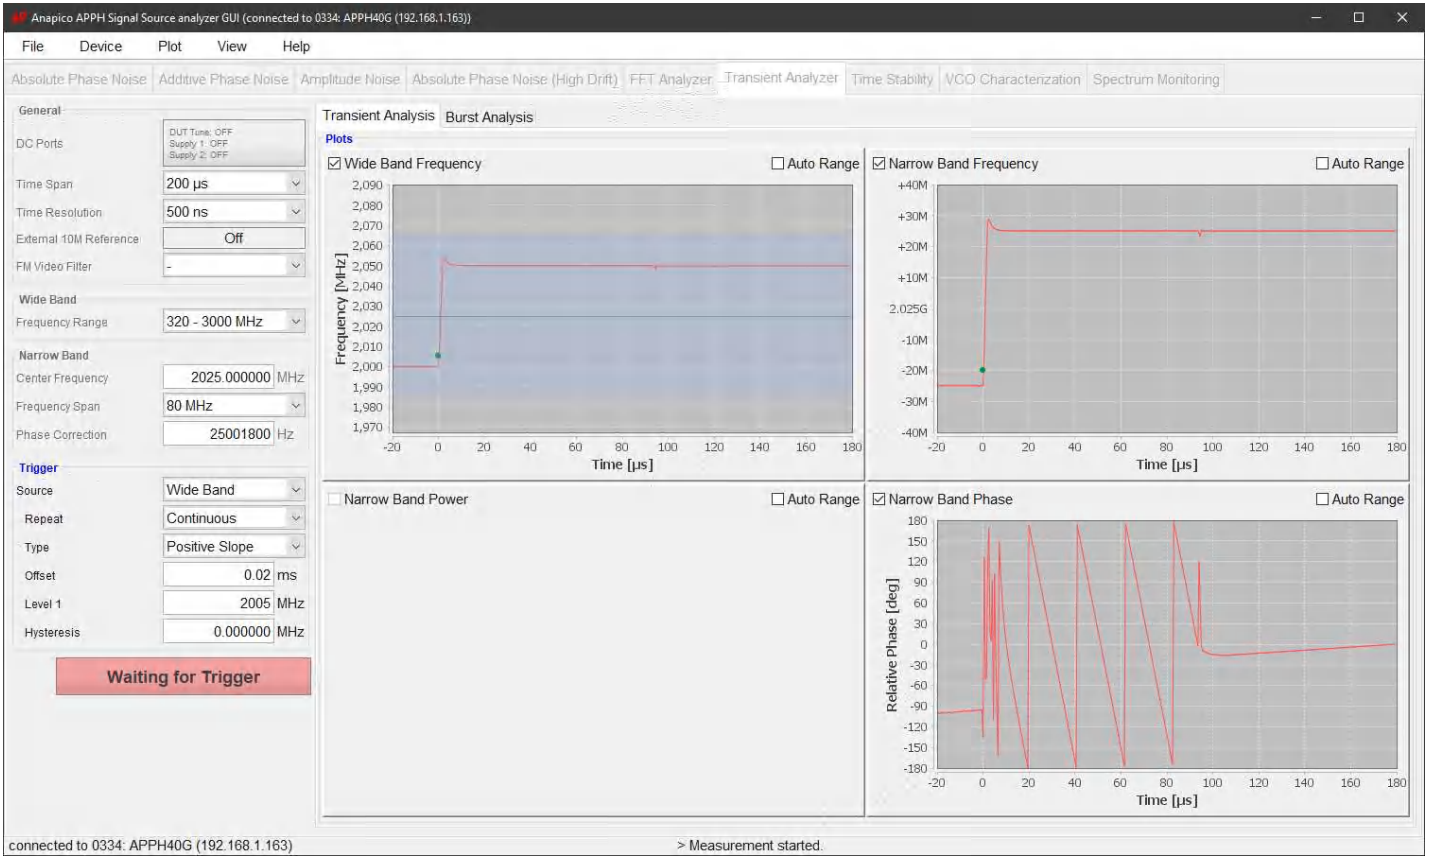 Anapico APPH Signal Source analyzer GUI (connected to 0334: APPH40G (192.168.1.163))
File Device Plot View Help
Absolute Phase Noise Additive Phase Noise Amplitude Noise Absolute Phase Noise (High Drift) FFT Analyzer Transient Analyzer Time Stability VCO Characterization Spectrum Monitoring
General
DC Ports
DUT Tune: OFF
Supply 1: OFF
Supply 2: OFF
Time Span 200 µs
Time Resolution 500 ns
External 10M Reference Off
FM Video Filter -
Wide Band
Frequency Range 320 - 3000 MHz
Narrow Band
Center Frequency 2025.000000 MHz
Frequency Span 80 MHz
Phase Correction 25001800 Hz
Trigger
Source Wide Band
Repeat Continuous
Type Positive Slope
Offset 0.02 ms
Level 1 2005 MHz
Hysteresis 0.000000 MHz
Waiting for Trigger
Transient Analysis Burst Analysis
Plots
Wide Band Frequency Auto Range
Frequency [MHz]
2,090
2,080
2,070
2,060
2,050
2,040
2,030
2,020
2,010
2,000
1,990
1,980
1,970
-20 0 20 40 60 80 100 120 140 160 180
Time [µs]
Narrow Band Frequency Auto Range
+40M
+30M
+20M
+10M
2.025G
-10M
-20M
-30M
-40M
-20 0 20 40 60 80 100 120 140 160 180
Time [µs]
Narrow Band Power Auto Range
Narrow Band Phase Auto Range
Relative Phase [deg]
180
150
120
90
60
30
0
-30
-60
-90
-120
-150
-180
-20 0 20 40 60 80 100 120 140 160 180
Time [µs]
connected to 0334: APPH40G (192.168.1.163) > Measurement started.